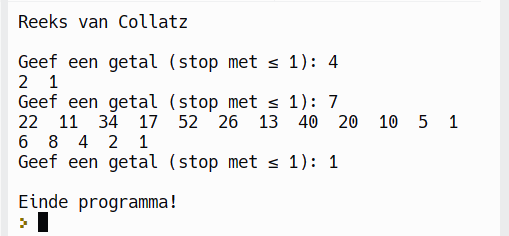 Reeks van Collatz
Geef een getal (stop met ≤ 1): 4
2  1
Geef een getal (stop met ≤ 1): 7
22  11  34  17  52  26  13  40  20  10  5  1
6  8  4  2  1
Geef een getal (stop met ≤ 1): 1
Einde programma!
>